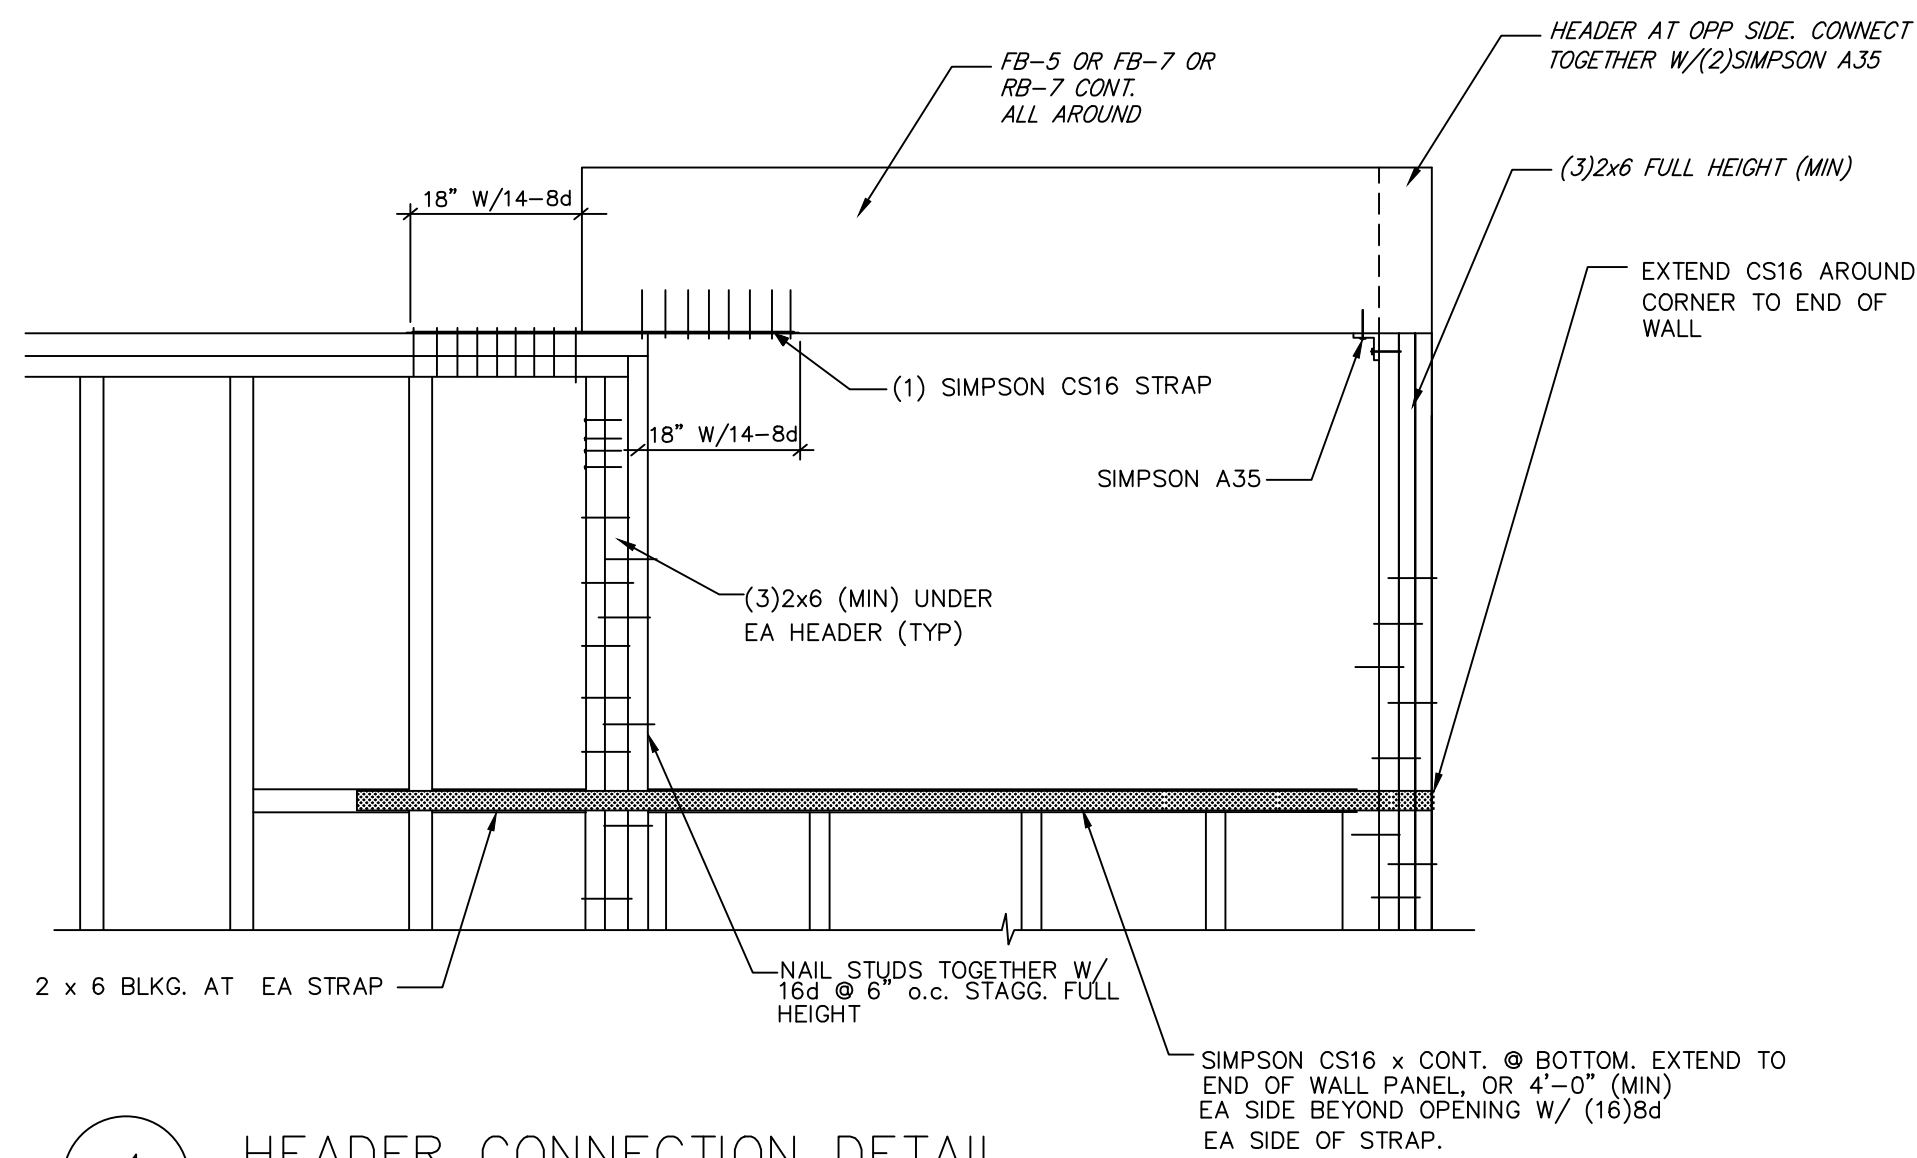 HEADER AT OPP SIDE. CONNECT
TOGETHER W/(2)SIMPSON A35
FB-5 OR FB-7 OR
RB-7 CONT.
ALL AROUND
(3)2x6 FULL HEIGHT (MIN)
18" W/14-8d
EXTEND CS16 AROUND
CORNER TO END OF
WALL
(1) SIMPSON CS16 STRAP
18" W/14-8d
SIMPSON A35
(3)2x6 (MIN) UNDER
EA HEADER (TYP)
2 x 6 BLKG. AT EA STRAP
NAIL STUDS TOGETHER W/
16d @ 6" o.c. STAGG. FULL
HEIGHT
SIMPSON CS16 x CONT. @ BOTTOM. EXTEND TO
END OF WALL PANEL, OR 4'-0" (MIN)
EA SIDE BEYOND OPENING W/ (16)8d
EA SIDE OF STRAP.
HEADER CONNECTION DETAIL